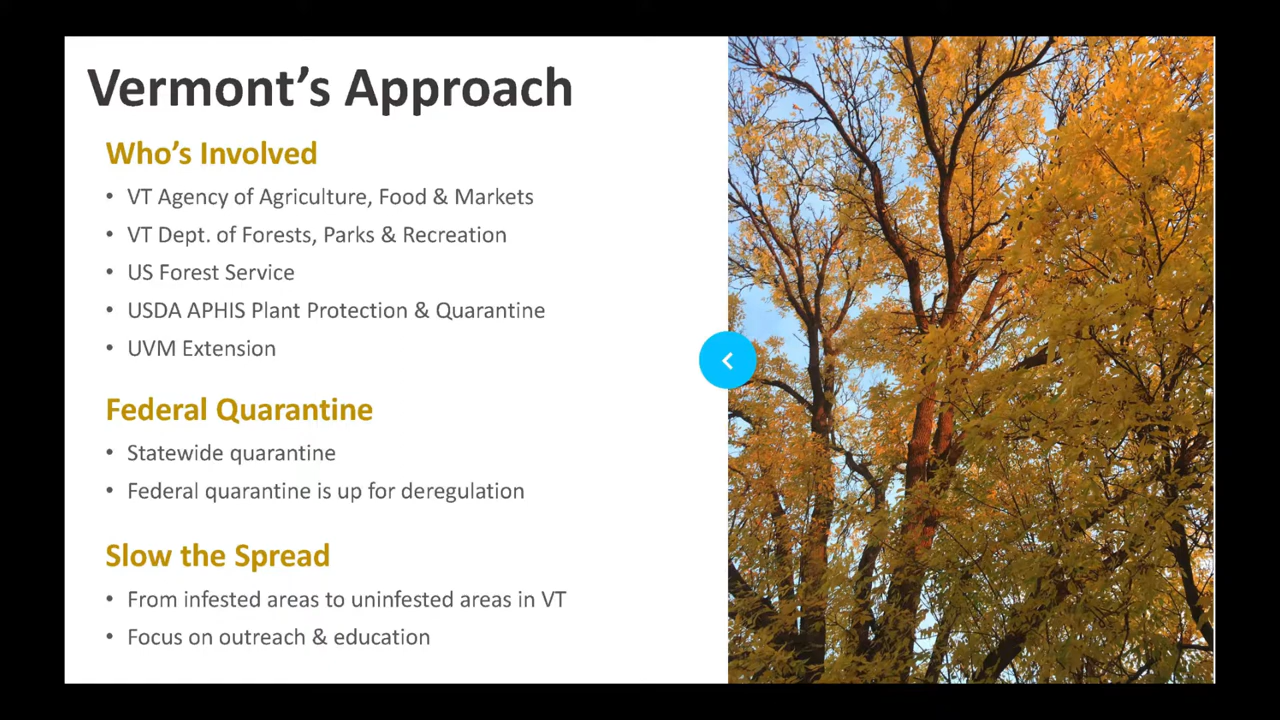 Vermont’s Approach
Who’s Involved
• VT Agency of Agriculture, Food & Markets
• VT Dept. of Forests, Parks & Recreation
• US Forest Service
• USDA APHIS Plant Protection & Quarantine
• UVM Extension
Federal Quarantine
• Statewide quarantine
• Federal quarantine is up for deregulation
Slow the Spread
• From infested areas to uninfested areas in VT
• Focus on outreach & education